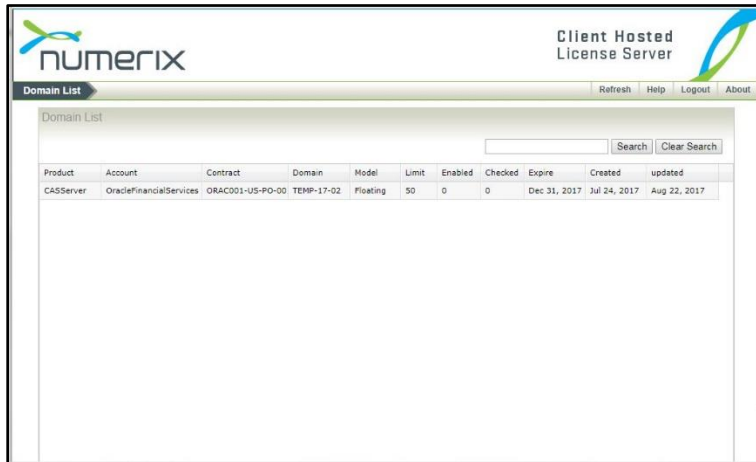 numerix
Client Hosted
License Server
Domain List
Refresh Help Logout About
Domain List
Search Clear Search
Product Account Contract Domain Model Limit Enabled Checked Expire Created updated
CASServer OracleFinancialServices ORAC001-US-PO-00 TEMP-17-02 Floating 50 0 0 Dec 31, 2017 Jul 24, 2017 Aug 22, 2017